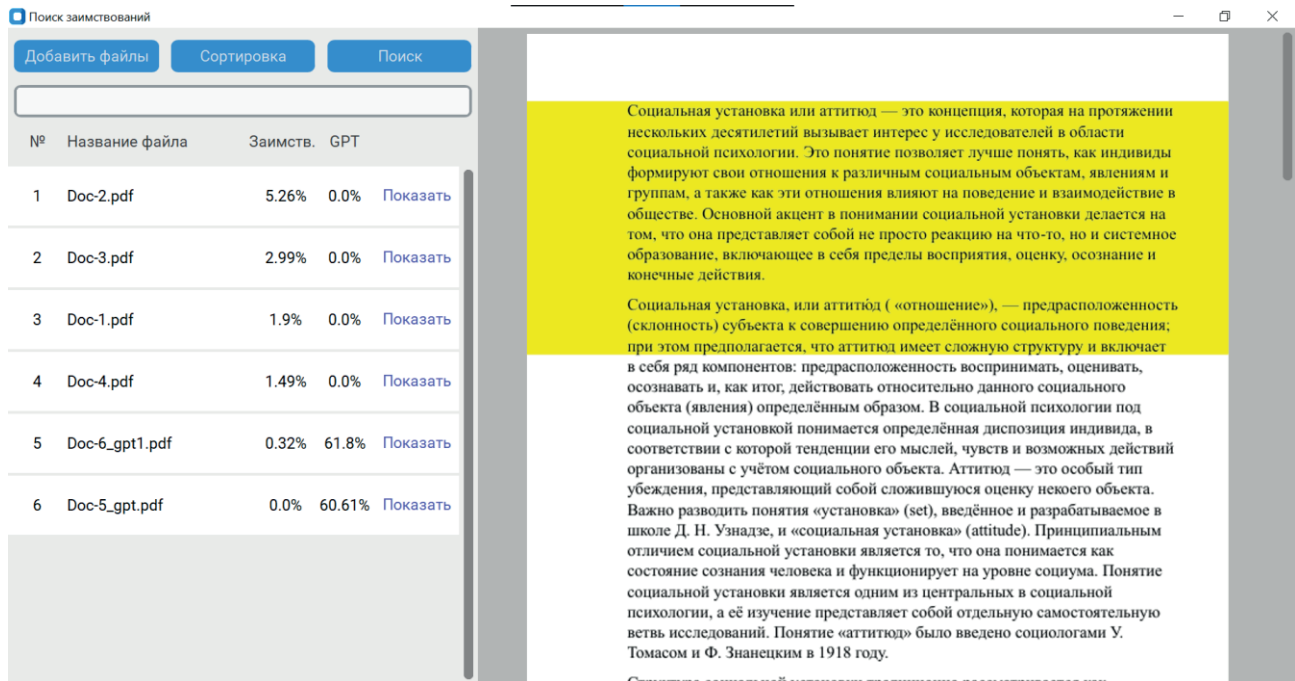 Поиск заимствований
Добавить файлы Сортировка Поиск
№ Название файла Заимств. GPT
1 Doc-2.pdf 5.26% 0.0% Показать
2 Doc-3.pdf 2.99% 0.0% Показать
3 Doc-1.pdf 1.9% 0.0% Показать
4 Doc-4.pdf 1.49% 0.0% Показать
5 Doc-6_gpt1.pdf 0.32% 61.8% Показать
6 Doc-5_gpt.pdf 0.0% 60.61% Показать
Социальная установка или аттитюд — это концепция, которая на протяжении
нескольких десятилетий вызывает интерес у исследователей в области
социальной психологии. Это понятие позволяет лучше понять, как индивиды
формируют свои отношения к различным социальным объектам, явлениям и
группам, а также как эти отношения влияют на поведение и взаимодействие в
обществе. Основной акцент в понимании социальной установки делается на
том, что она представляет собой не просто реакцию на что-то, но и системное
образование, включающее в себя пределы восприятия, оценку, осознание и
конечные действия.
Социальная установка, или аттитю́д ( «отношение»), — предрасположенность
(склонность) субъекта к совершению определённого социального поведения;
при этом предполагается, что аттитюд имеет сложную структуру и включает
в себя ряд компонентов: предрасположенность воспринимать, оценивать,
осознавать и, как итог, действовать относительно данного социального
объекта (явления) определённым образом. В социальной психологии под
социальной установкой понимается определённая диспозиция индивида, в
соответствии с которой тенденции его мыслей, чувств и возможных действий
организованы с учётом социального объекта. Аттитюд — это особый тип
убеждения, представляющий собой сложившуюся оценку некоего объекта.
Важно разводить понятия «установка» (set), введённое и разрабатываемое в
школе Д. Н. Узнадзе, и «социальная установка» (attitude). Принципиальным
отличием социальной установки является то, что она понимается как
состояние сознания человека и функционирует на уровне социума. Понятие
социальной установки является одним из центральных в социальной
психологии, а её изучение представляет собой отдельную самостоятельную
ветвь исследований. Понятие «аттитюд» было введено социологами У.
Томасом и Ф. Знанецким в 1918 году.